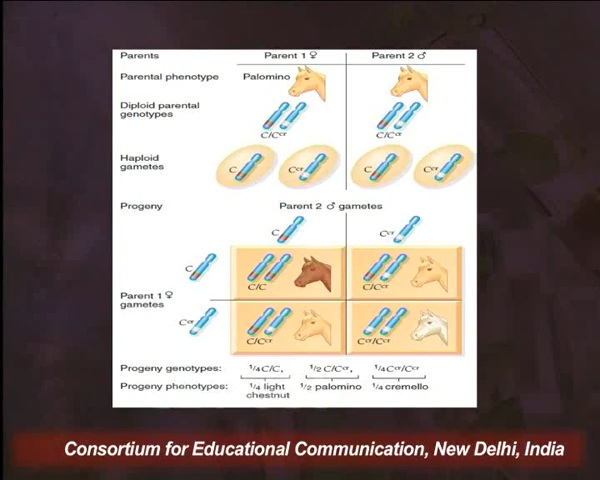 Parents Parent 1 ♀ Parent 2 ♂
Parental phenotype Palomino
Diploid parental
genotypes
C/Cᶜʳ C/Cᶜʳ
Haploid
gametes
C Cᶜʳ C Cᶜʳ
Progeny Parent 2 ♂ gametes
C Cᶜʳ
C
C/C C/Cᶜʳ
Parent 1 ♀
gametes
Cᶜʳ
C/Cᶜʳ Cᶜʳ/Cᶜʳ
Progeny genotypes: 1/4 C/C, 1/2 C/Cᶜʳ, 1/4 Cᶜʳ/Cᶜʳ
Progeny phenotypes: 1/4 light 1/2 palomino 1/4 cremello
chestnut
Consortium for Educational Communication, New Delhi, India